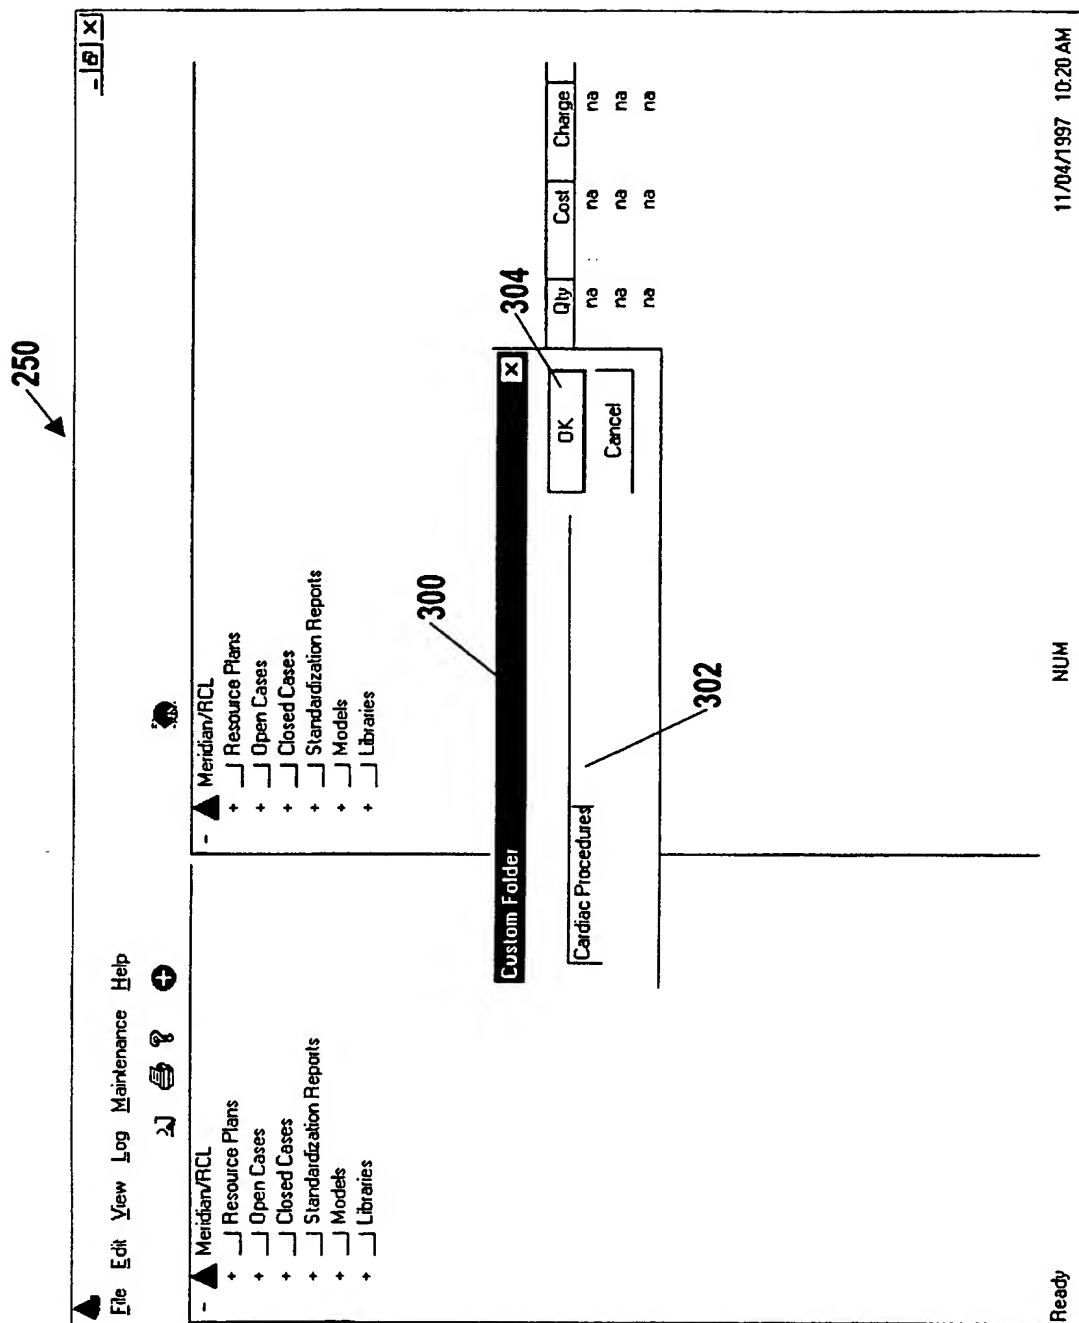 250
File Edit View Log Maintenance Help
- Meridian/RCL
+ Resource Plans
+ Open Cases
+ Closed Cases
+ Standardization Reports
+ Models
+ Libraries
- Meridian/RCL
+ Resource Plans
+ Open Cases
+ Closed Cases
+ Standardization Reports
+ Models
+ Libraries
300
304
Custom Folder
Cardiac Procedures
302
OK
Cancel
Qty Cost Charge
na na na
na na na
na na na
Ready NUM 11/04/1997 10:20 AM